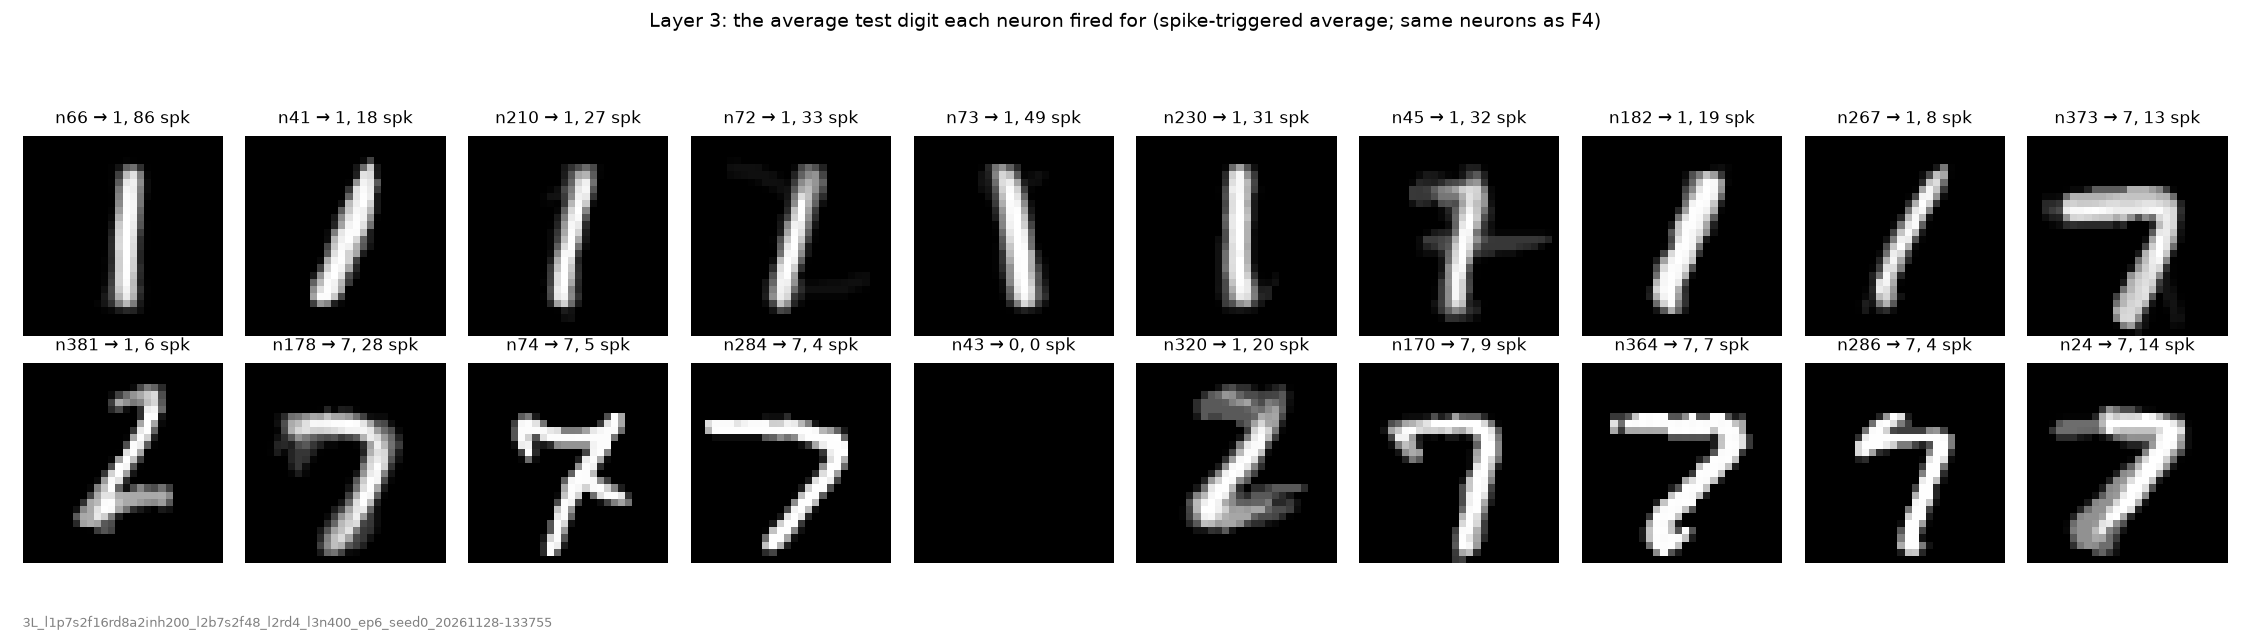 Layer 3: the average test digit each neuron fired for (spike-triggered average; same neurons as F4)
n66 → 1, 86 spk
n41 → 1, 18 spk
n210 → 1, 27 spk
n72 → 1, 33 spk
n73 → 1, 49 spk
n230 → 1, 31 spk
n45 → 1, 32 spk
n182 → 1, 19 spk
n267 → 1, 8 spk
n373 → 7, 13 spk
n381 → 1, 6 spk
n178 → 7, 28 spk
n74 → 7, 5 spk
n284 → 7, 4 spk
n43 → 0, 0 spk
n320 → 1, 20 spk
n170 → 7, 9 spk
n364 → 7, 7 spk
n286 → 7, 4 spk
n24 → 7, 14 spk
3L_l1p7s2f16rd8a2inh200_l2b7s2f48_l2rd4_l3n400_ep6_seed0_20261128-133755